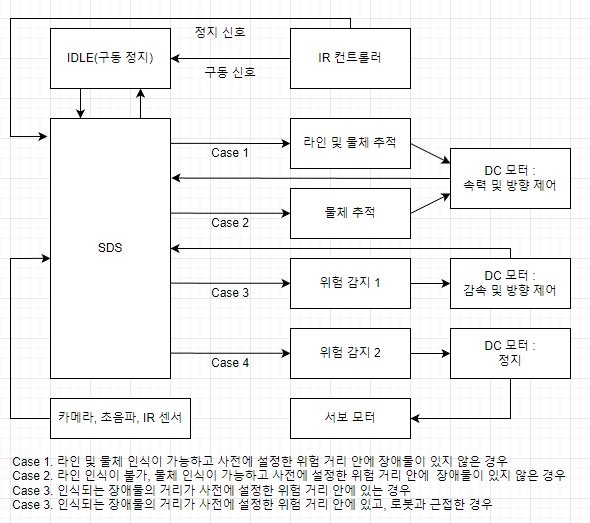 정지 신호
IDLE(구동 정지)
구동 신호
IR 컨트롤러
SDS
Case 1
라인 및 물체 추적
DC 모터 :
속력 및 방향 제어
Case 2
물체 추적
Case 3
위험 감지 1
DC 모터 :
감속 및 방향 제어
Case 4
위험 감지 2
DC 모터 :
정지
카메라, 초음파, IR 센서
서보 모터
Case 1. 라인 및 물체 인식이 가능하고 사전에 설정한 위험 거리 안에 장애물이 있지 않은 경우
Case 2. 라인 인식이 불가, 물체 인식이 가능하고 사전에 설정한 위험 거리 안에 장애물이 있지 않은 경우
Case 3. 인식되는 장애물의 거리가 사전에 설정한 위험 거리 안에 있는 경우
Case 3. 인식되는 장애물의 거리가 사전에 설정한 위험 거리 안에 있고, 로봇과 근접한 경우